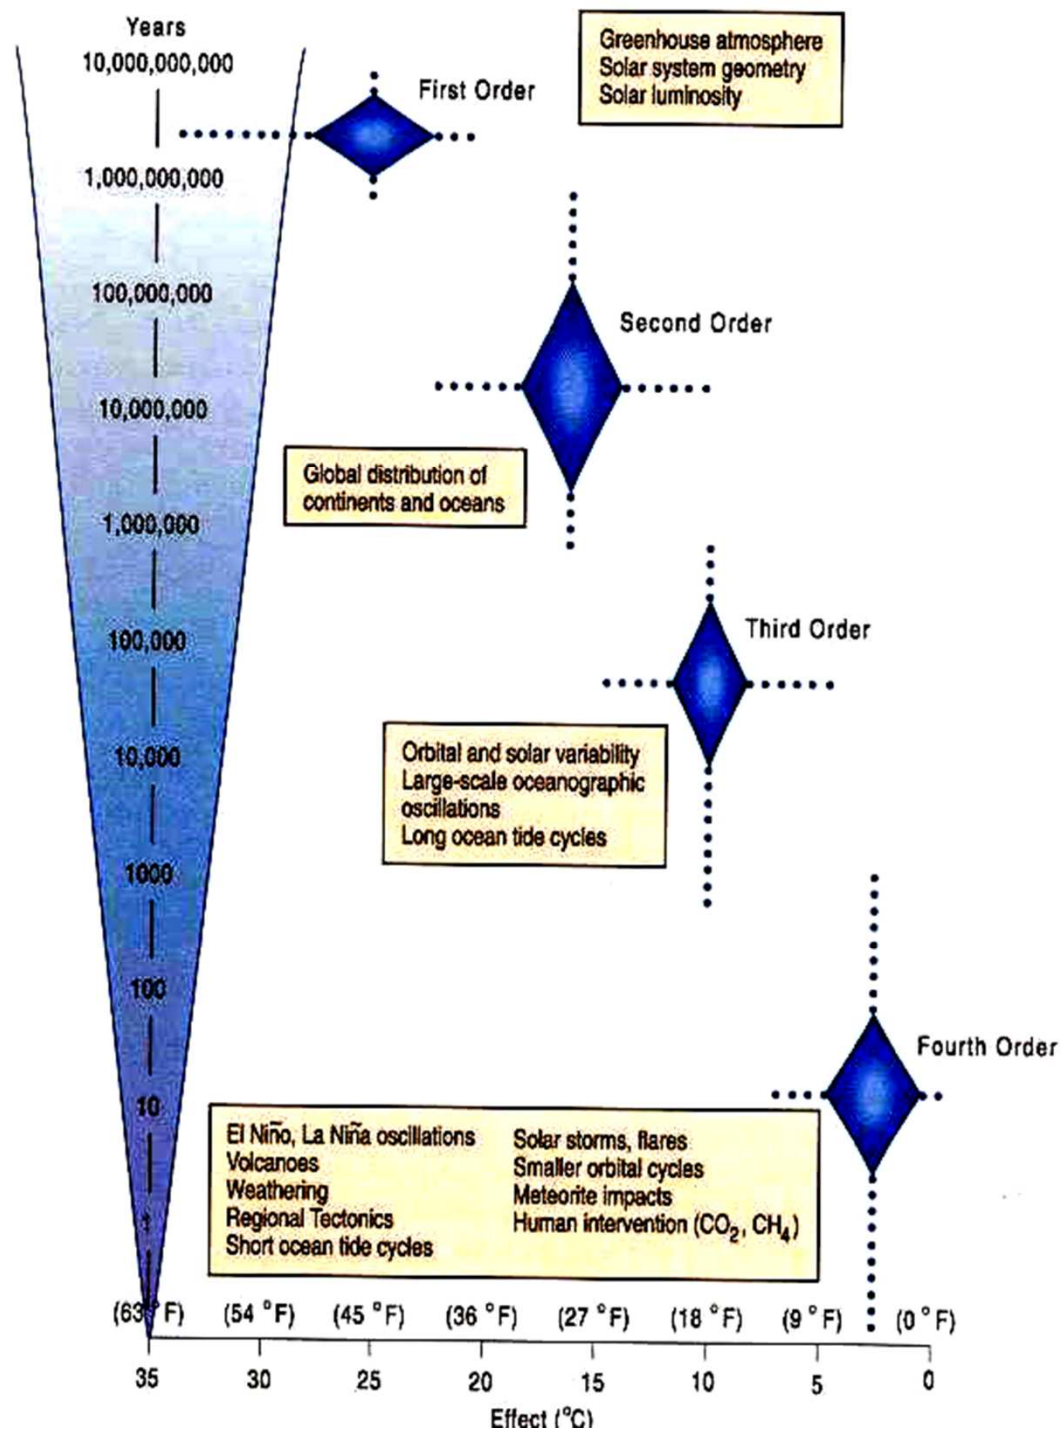 Years
10,000,000,000
1,000,000,000
100,000,000
10,000,000
1,000,000
100,000
10,000
1000
100
10
1
First Order
Greenhouse atmosphere
Solar system geometry
Solar luminosity
Second Order
Global distribution of
continents and oceans
Third Order
Orbital and solar variability
Large-scale oceanographic
oscillations
Long ocean tide cycles
Fourth Order
El Niño, La Niña oscillations
Volcanoes
Weathering
Regional Tectonics
Short ocean tide cycles
Solar storms, flares
Smaller orbital cycles
Meteorite impacts
Human intervention (CO₂, CH₄)
(63 °F) (54 °F) (45 °F) (36 °F) (27 °F) (18 °F) (9 °F) (0 °F)
35 30 25 20 15 10 5 0
Effect (°C)